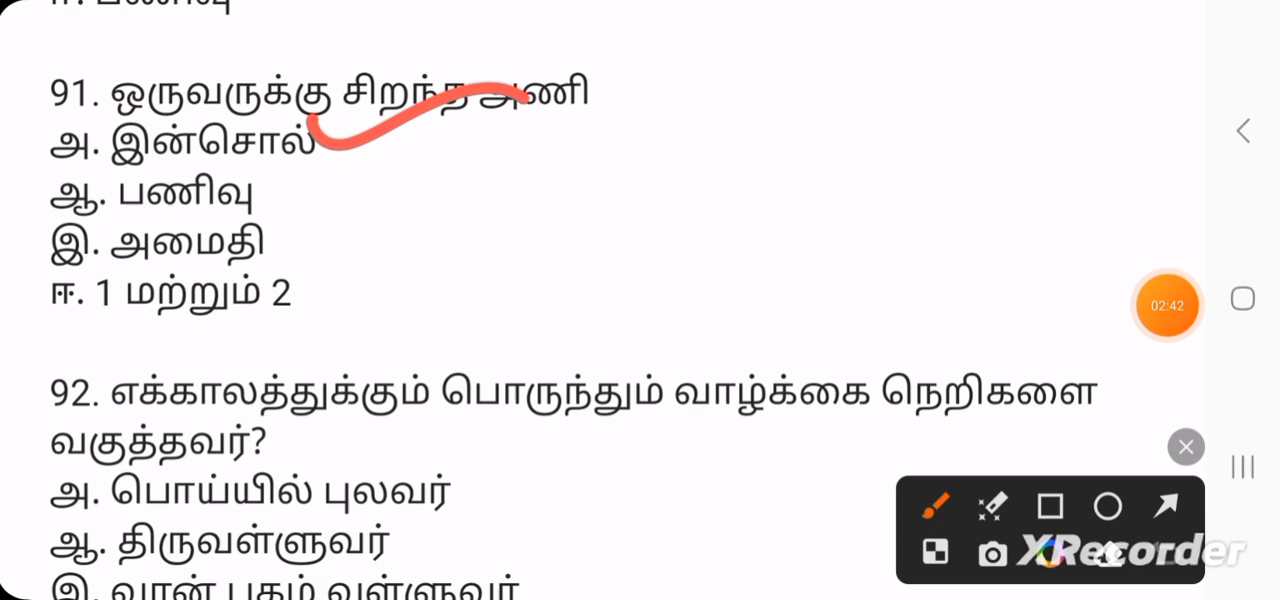 91. ஒருவருக்கு சிறந்த அணி
அ. இன்சொல்
ஆ. பணிவு
இ. அமைதி
ஈ. 1 மற்றும் 2
02:42
92. எக்காலத்துக்கும் பொருந்தும் வாழ்க்கை நெறிகளை
வகுத்தவர்?
அ. பொய்யில் புலவர்
ஆ. திருவள்ளுவர்
XRecorder